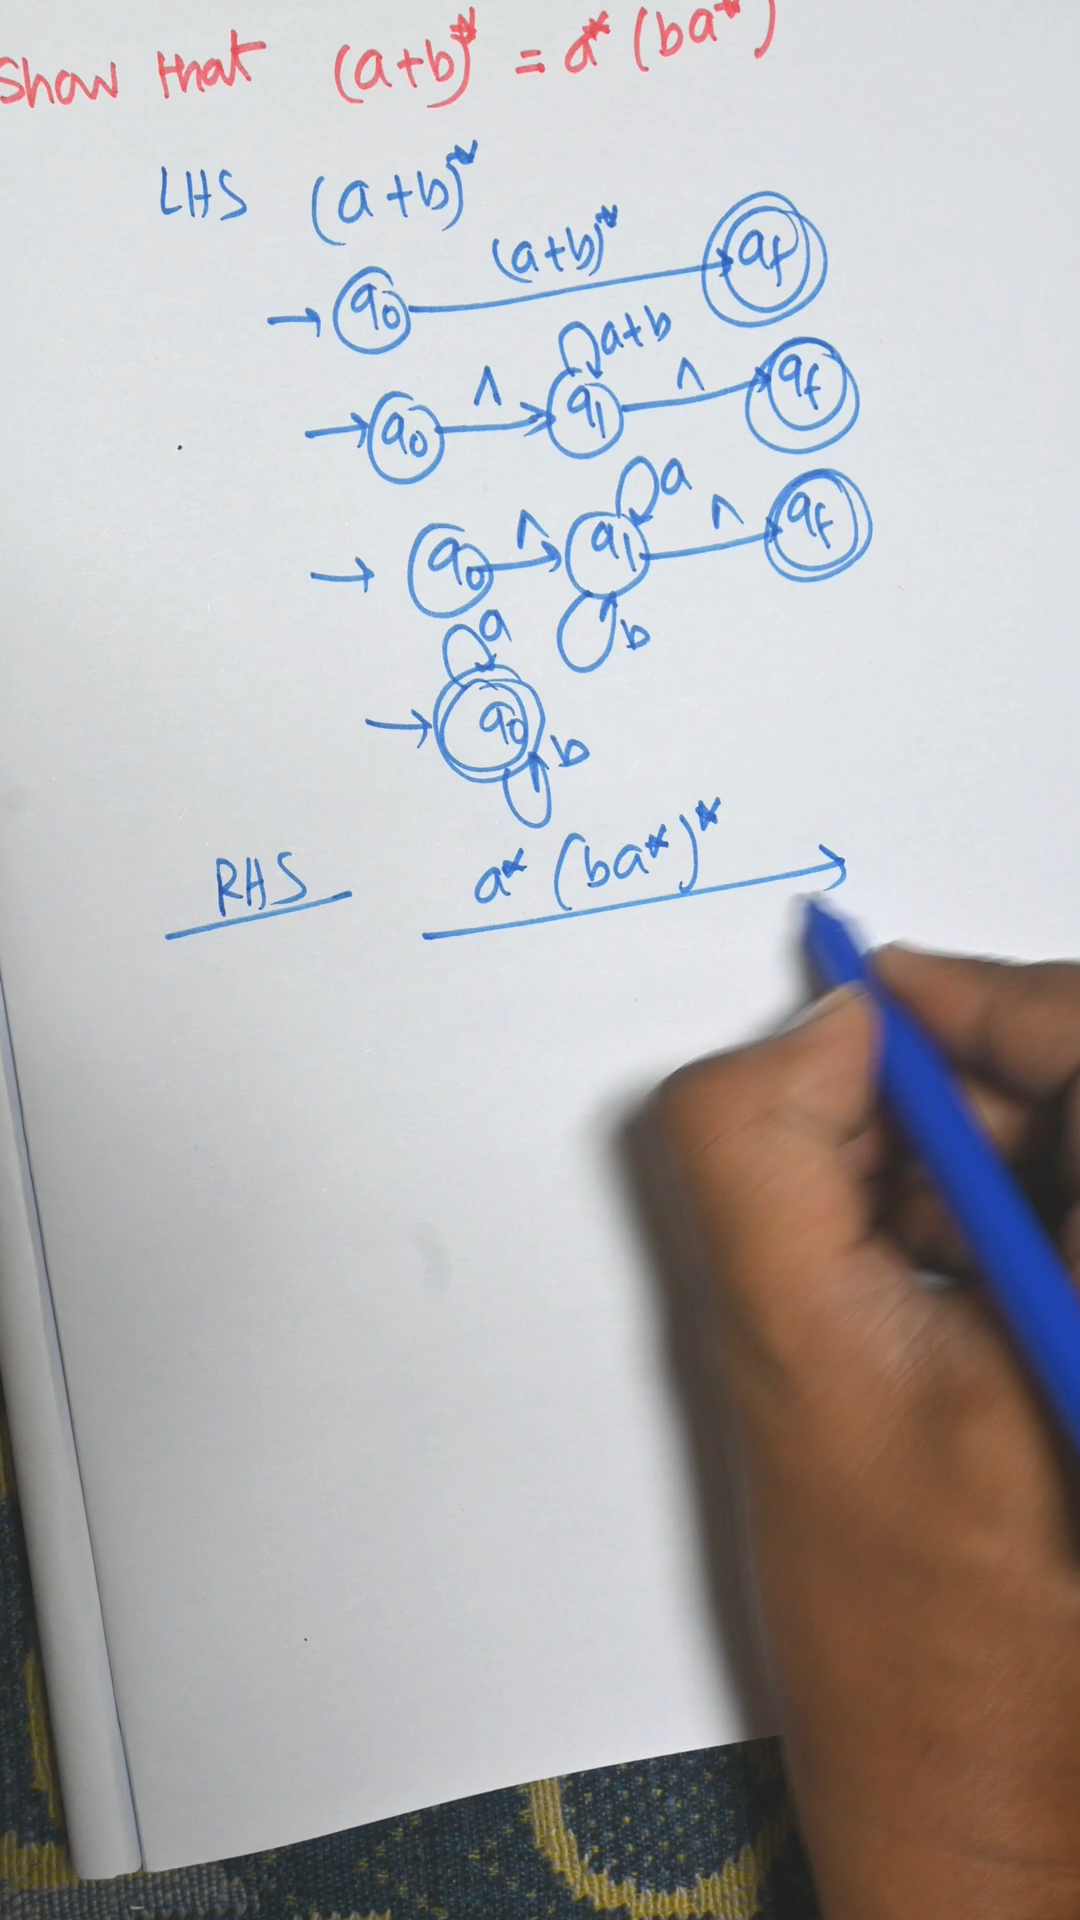 Show that (a+b)* = a* (ba*)
LHS (a+b)*
→ q0 (a+b)* qf
→ q0 Λ q1 a+b Λ qf
→ q0 Λ q1 a b Λ qf
→ q0 a b
RHS a* (ba*)*